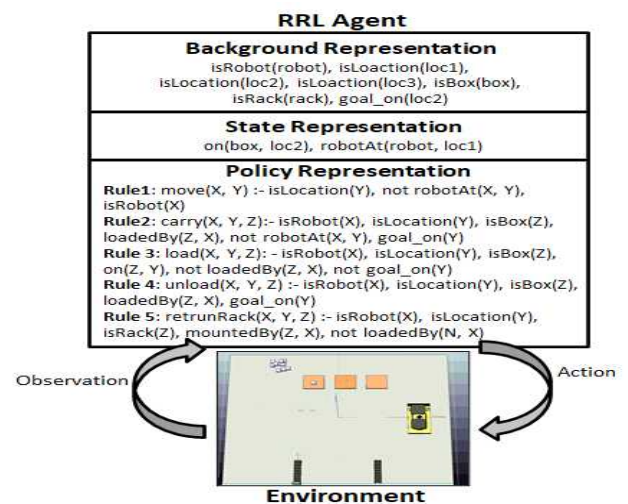 RRL Agent
Background Representation
isRobot(robot), isLoaction(loc1),
isLocation(loc2), isLoaction(loc3), isBox(box),
isRack(rack), goal_on(loc2)
State Representation
on(box, loc2), robotAt(robot, loc1)
Policy Representation
Rule1: move(X, Y) :- isLocation(Y), not robotAt(X, Y),
isRobot(X)
Rule2: carry(X, Y, Z):- isRobot(X), isLocation(Y), isBox(Z),
loadedBy(Z, X), not robotAt(X, Y), goal_on(Y)
Rule 3: load(X, Y, Z): - isRobot(X), isLocation(Y), isBox(Z),
on(Z, Y), not loadedBy(Z, X), not goal_on(Y)
Rule 4: unload(X, Y, Z) :- isRobot(X), isLocation(Y), isBox(Z),
loadedBy(Z, X), goal_on(Y)
Rule 5: retrunRack(X, Y, Z) :- isRobot(X), isLocation(Y),
isRack(Z), mountedBy(Z, X), not loadedBy(N, X)
Observation
Action
Environment